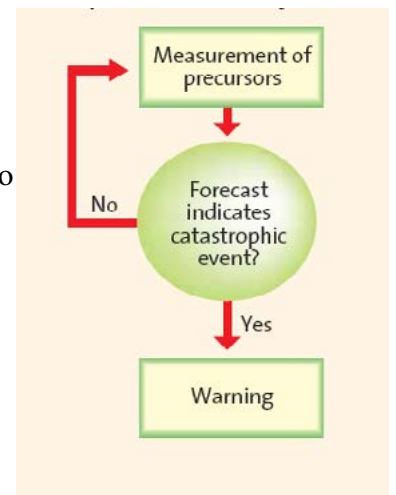 Measurement of
precursors
o
No
Forecast
indicates
catastrophic
event?
Yes
Warning